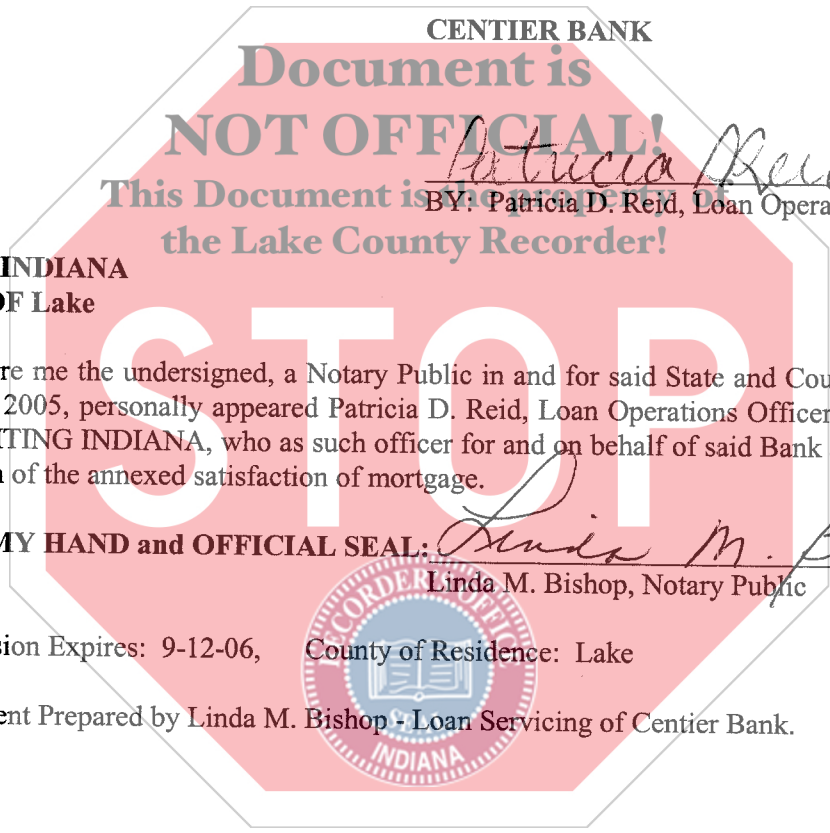 CENTIER BANK
Document is
NOT OFFICIAL!
Patricia D Rei
This Document is the property of
BY: Patricia D. Reid, Loan Opera
the Lake County Recorder!
INDIANA
OF Lake
STOP
re me the undersigned, a Notary Public in and for said State and Cou
2005, personally appeared Patricia D. Reid, Loan Operations Officer
TING INDIANA, who as such officer for and on behalf of said Bank
of the annexed satisfaction of mortgage.
MY HAND and OFFICIAL SEAL: Linda M. B
Linda M. Bishop, Notary Public
RECORDER'S OFFICE
sion Expires: 9-12-06, County of Residence: Lake
SEAL
ent Prepared by Linda M. Bishop - Loan Servicing of Centier Bank.
INDIANA